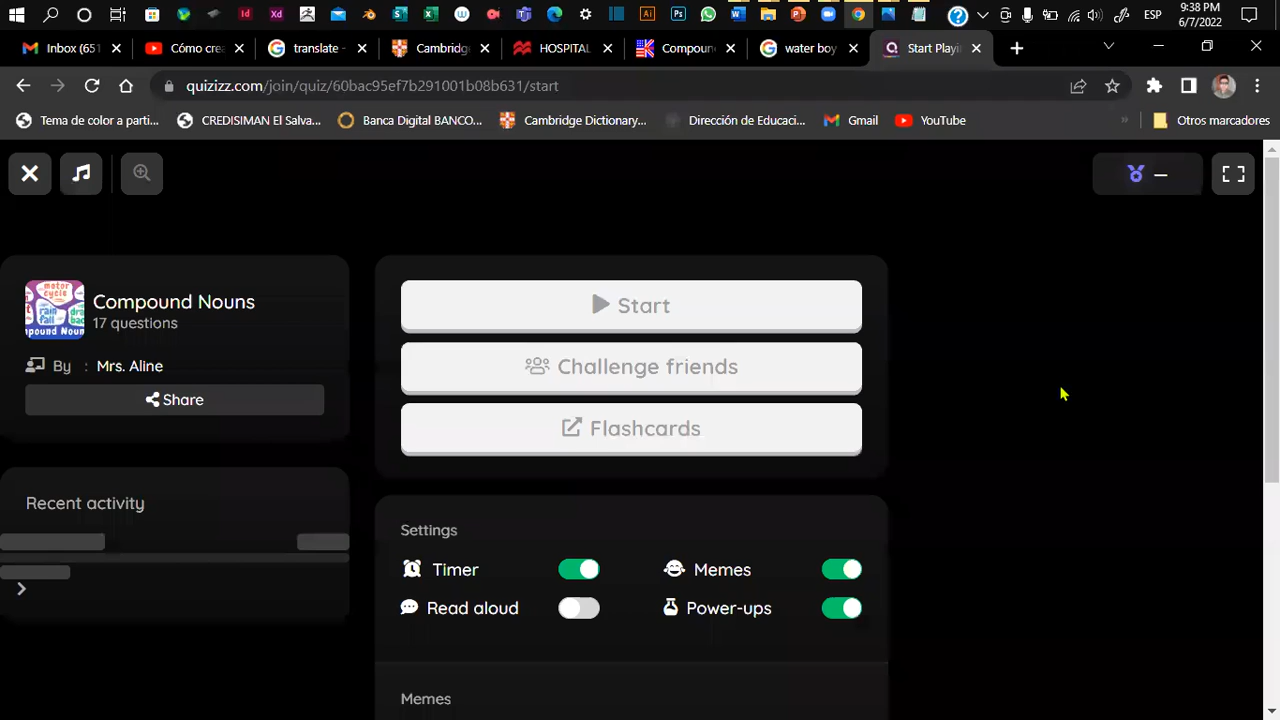 9:38 PM
ESP
6/7/2022
Inbox (651
Cómo crea
translate -
Cambridg
HOSPITAL
Compoun
water boy
Start Playi
quizizz.com/join/quiz/60bac95ef7b291001b08b631/start
Tema de color a parti...
CREDISIMAN El Salva...
Banca Digital BANCO...
Cambridge Dictionary...
Dirección de Educaci...
Gmail
YouTube
»
Otros marcadores
Compound Nouns
17 questions
By : Mrs. Aline
Share
Start
Challenge friends
Flashcards
Recent activity
Settings
Timer
Memes
Read aloud
Power-ups
Memes